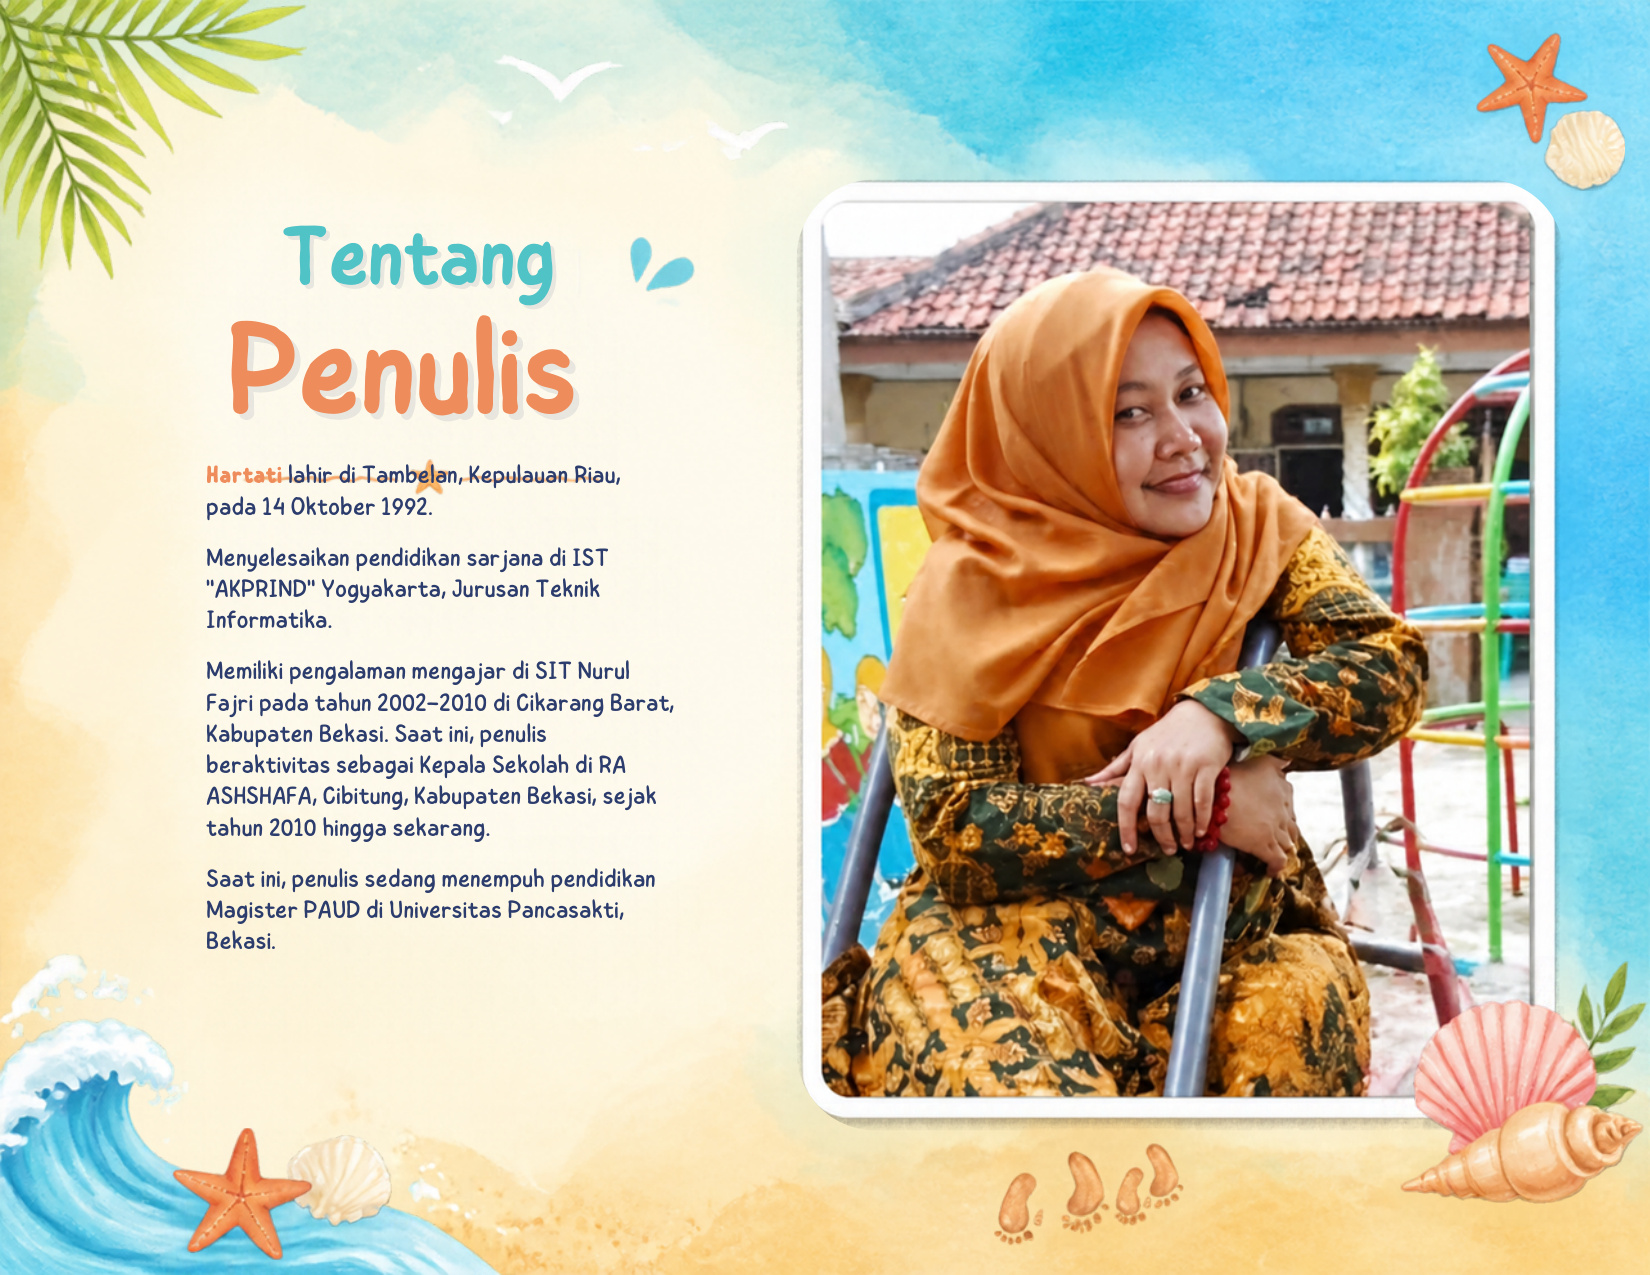 Tentang
Penulis
Hartati lahir di Tambelan, Kepulauan Riau,
pada 14 Oktober 1992.
Menyelesaikan pendidikan sarjana di IST
"AKPRIND" Yogyakarta, Jurusan Teknik
Informatika.
Memiliki pengalaman mengajar di SIT Nurul
Fajri pada tahun 2002–2010 di Cikarang Barat,
Kabupaten Bekasi. Saat ini, penulis
beraktivitas sebagai Kepala Sekolah di RA
ASHSHAFA, Cibitung, Kabupaten Bekasi, sejak
tahun 2010 hingga sekarang.
Saat ini, penulis sedang menempuh pendidikan
Magister PAUD di Universitas Pancasakti,
Bekasi.